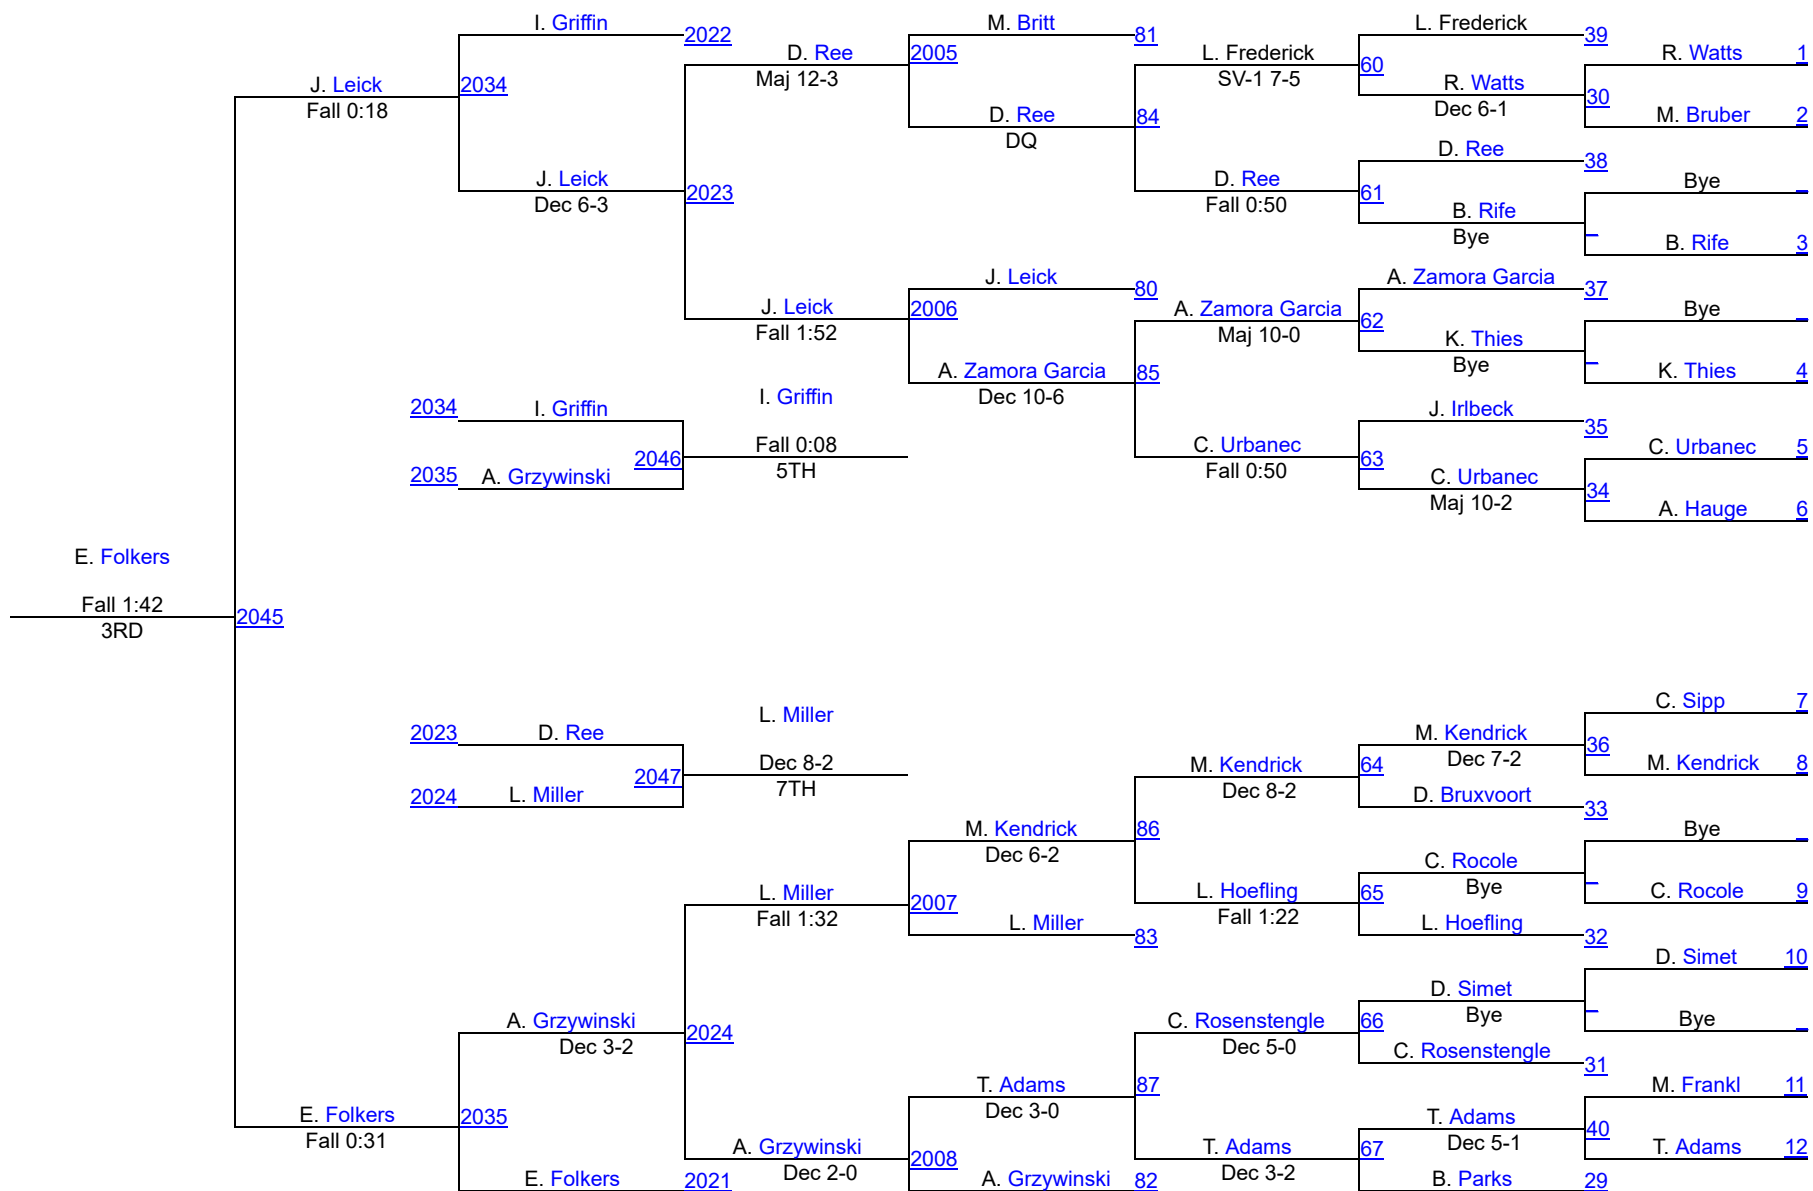 I. Griffin
2022
M. Britt
81
L. Frederick
39
D. Ree
2005
L. Frederick
60
R. Watts
1
Maj 12-3
SV-1 7-5
R. Watts
30
J. Leick
2034
Dec 6-1
Fall 0:18
D. Ree
84
M. Bruber
2
DQ
D. Ree
38
J. Leick
2023
D. Ree
61
Bye
Dec 6-3
Fall 0:50
B. Rife
Bye
B. Rife
3
J. Leick
80
A. Zamora Garcia
37
J. Leick
2006
A. Zamora Garcia
62
Bye
Fall 1:52
Maj 10-0
K. Thies
Bye
A. Zamora Garcia
85
K. Thies
4
Dec 10-6
I. Griffin
2034
I. Griffin
J. Irlbeck
35
Fall 0:08
2046
5TH
C. Urbanec
63
C. Urbanec
5
Fall 0:50
2035
A. Grzywinski
C. Urbanec
34
Maj 10-2
A. Hauge
6
E. Folkers
Fall 1:42
2045
3RD
C. Sipp
7
L. Miller
2023
D. Ree
M. Kendrick
36
Dec 7-2
Dec 8-2
2047
7TH
M. Kendrick
64
M. Kendrick
8
Dec 8-2
2024
L. Miller
D. Bruxvoort
33
M. Kendrick
86
Bye
Dec 6-2
C. Rocole
Bye
L. Miller
2007
L. Hoefling
65
C. Rocole
9
Fall 1:32
Fall 1:22
L. Miller
83
L. Hoefling
32
D. Simet
10
D. Simet
Bye
A. Grzywinski
2024
C. Rosenstengle
66
Bye
Dec 3-2
Dec 5-0
C. Rosenstengle
31
T. Adams
87
M. Frankl
11
Dec 3-0
E. Folkers
2035
T. Adams
40
Fall 0:31
Dec 5-1
A. Grzywinski
2008
T. Adams
67
T. Adams
12
Dec 2-0
Dec 3-2
E. Folkers
2021
A. Grzywinski
82
B. Parks
29